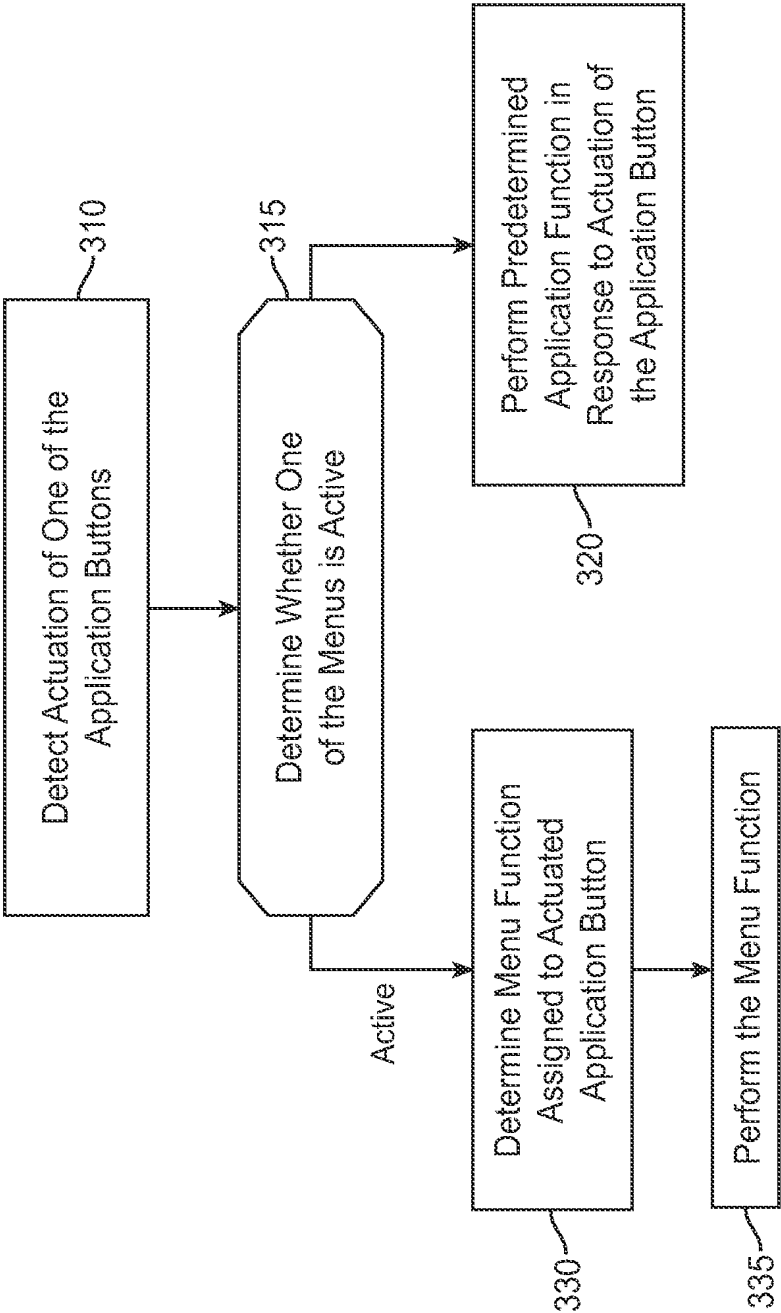 310
Detect Actuation of One of the
Application Buttons
315
Determine Whether One
of the Menus is Active
Active
330
Determine Menu Function
Assigned to Actuated
Application Button
320
Perform Predetermined
Application Function in
Response to Actuation of
the Application Button
335
Perform the Menu Function